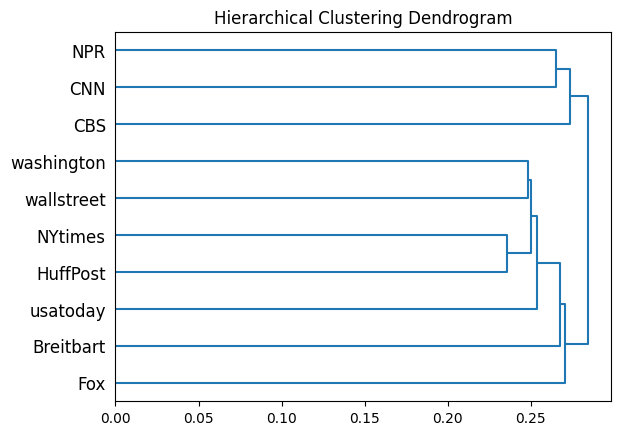 Hierarchical Clustering Dendrogram
NPR
CNN
CBS
washington
wallstreet
NYtimes
HuffPost
usatoday
Breitbart
Fox
0.00 0.05 0.10 0.15 0.20 0.25